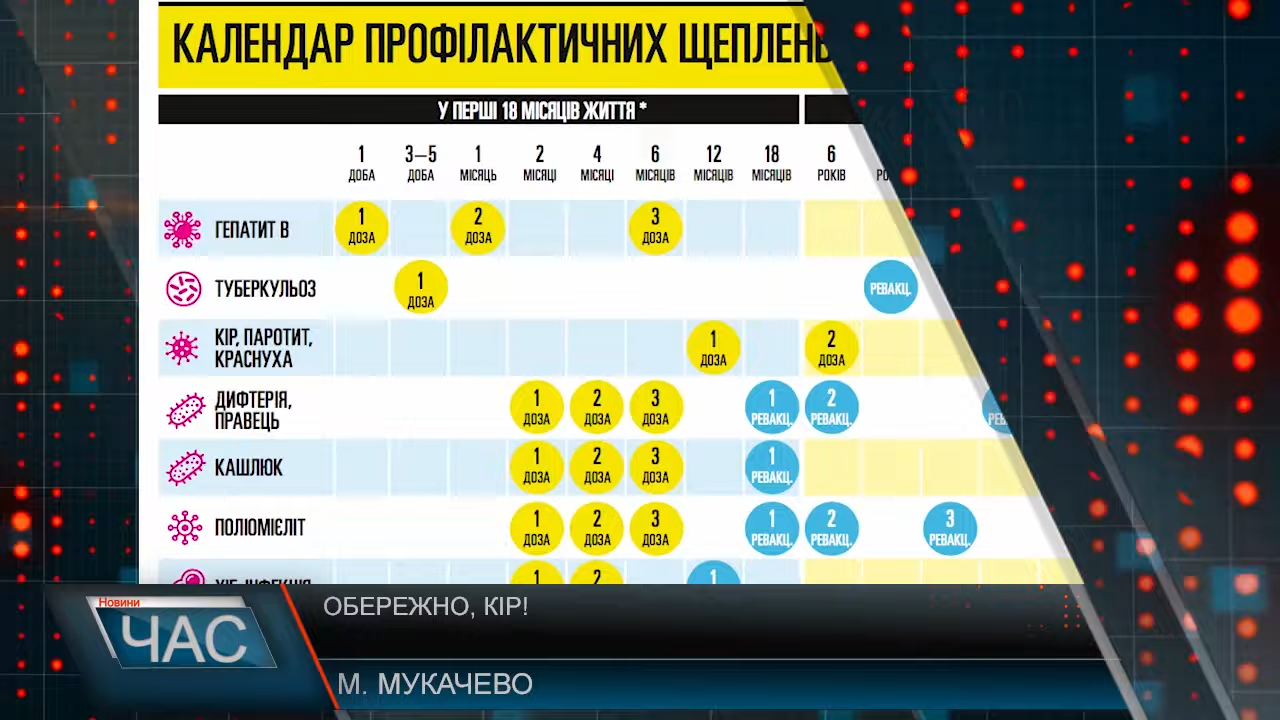 КАЛЕНДАР ПРОФІЛАКТИЧНИХ ЩЕПЛЕНЬ
У ПЕРШІ 18 МІСЯЦІВ ЖИТТЯ *
1 3–5 1 2 4 6 12 18 6
ДОБА ДОБА МІСЯЦЬ МІСЯЦІ МІСЯЦІ МІСЯЦІВ МІСЯЦІВ МІСЯЦІВ РОКІВ
ГЕПАТИТ В 1 ДОЗА 2 ДОЗА 3 ДОЗА
ТУБЕРКУЛЬОЗ 1 ДОЗА РЕВАКЦ.
КІР, ПАРОТИТ,
КРАСНУХА 1 ДОЗА 2 ДОЗА
ДИФТЕРІЯ,
ПРАВЕЦЬ 1 ДОЗА 2 ДОЗА 3 ДОЗА 1 РЕВАКЦ. 2 РЕВАКЦ.
КАШЛЮК 1 ДОЗА 2 ДОЗА 3 ДОЗА 1 РЕВАКЦ.
ПОЛІОМІЄЛІТ 1 ДОЗА 2 ДОЗА 3 ДОЗА 1 РЕВАКЦ. 2 РЕВАКЦ. 3 РЕВАКЦ.
1 2 1
Новини
ЧАС
ОБЕРЕЖНО, КІР!
М. МУКАЧЕВО